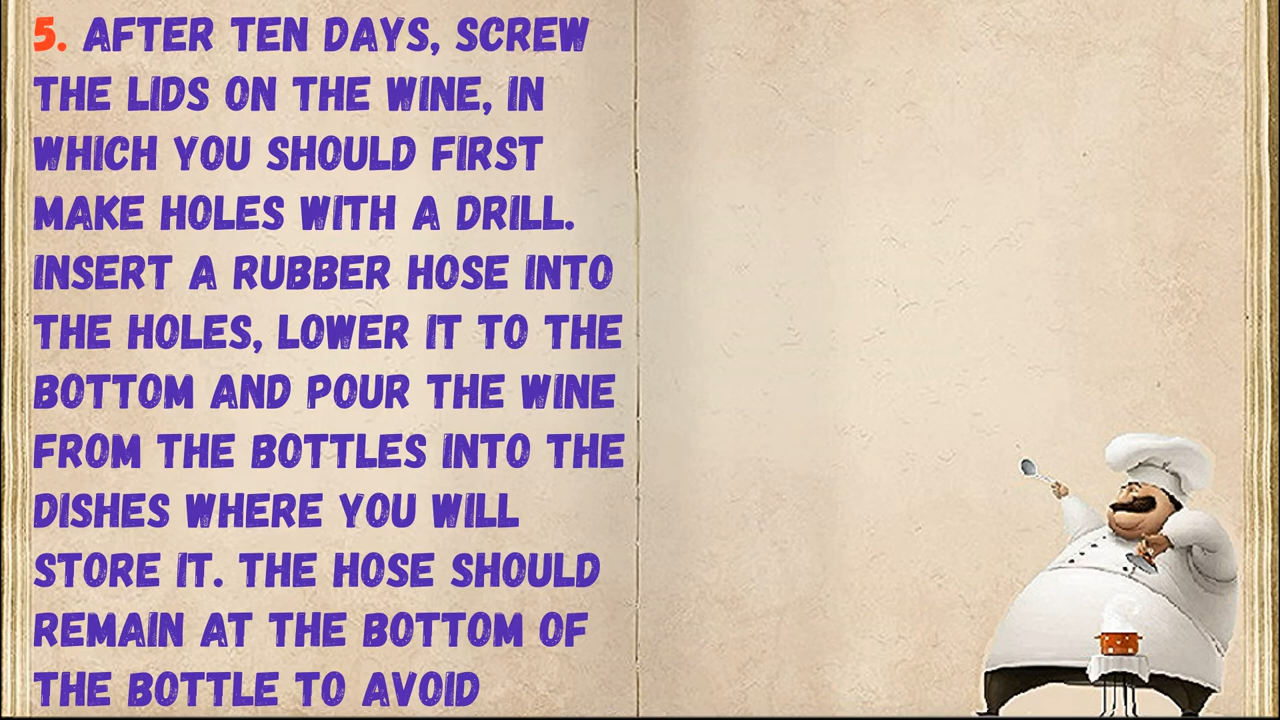 5. AFTER TEN DAYS, SCREW
THE LIDS ON THE WINE, IN
WHICH YOU SHOULD FIRST
MAKE HOLES WITH A DRILL.
INSERT A RUBBER HOSE INTO
THE HOLES, LOWER IT TO THE
BOTTOM AND POUR THE WINE
FROM THE BOTTLES INTO THE
DISHES WHERE YOU WILL
STORE IT. THE HOSE SHOULD
REMAIN AT THE BOTTOM OF
THE BOTTLE TO AVOID